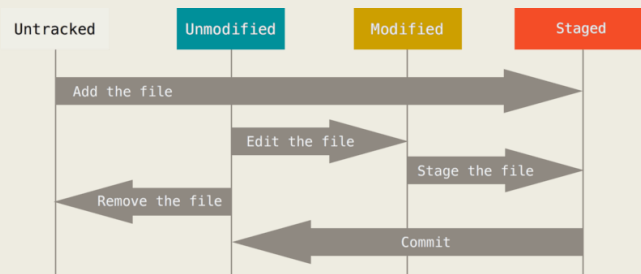 Untracked
Unmodified
Modified
Staged
Add the file
Edit the file
Stage the file
Remove the file
Commit